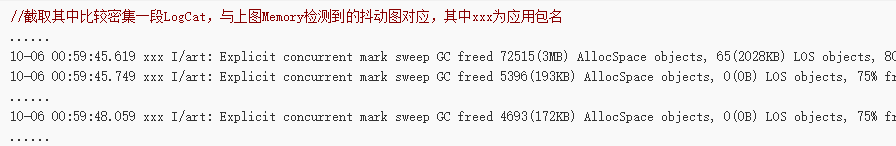 //截取其中比较密集一段LogCat，与上图Memory检测到的抖动图对应，其中xxx为应用包名
......
10-06 00:59:45.619 xxx I/art: Explicit concurrent mark sweep GC freed 72515(3MB) AllocSpace objects, 65(2028KB) LOS objects, 80
10-06 00:59:45.749 xxx I/art: Explicit concurrent mark sweep GC freed 5396(193KB) AllocSpace objects, 0(0B) LOS objects, 75% fr
......
10-06 00:59:48.059 xxx I/art: Explicit concurrent mark sweep GC freed 4693(172KB) AllocSpace objects, 0(0B) LOS objects, 75% fr
......